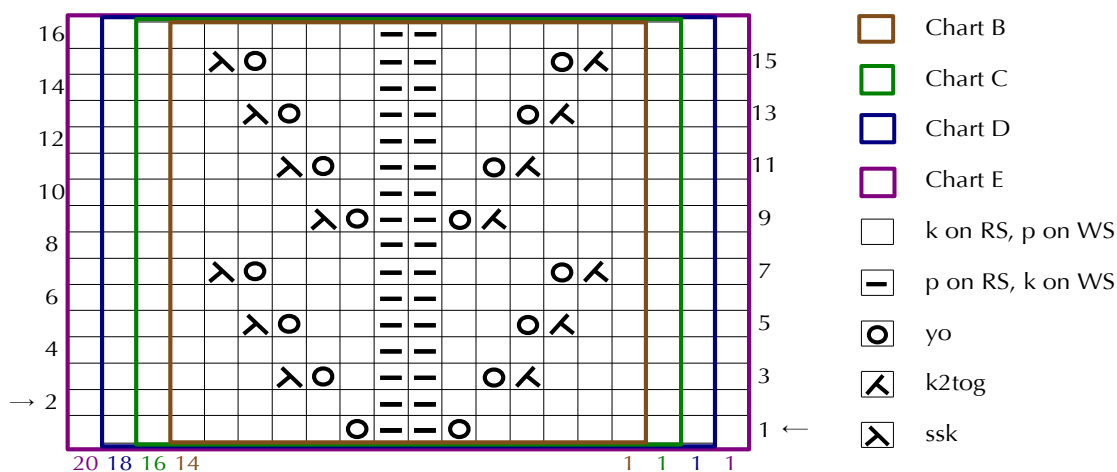 16
15
14
13
12
11
10
9
8
7
6
5
4
3
→ 2
1 ←
20 18 16 14 1 1 1 1
Chart B
Chart C
Chart D
Chart E
k on RS, p on WS
p on RS, k on WS
yo
k2tog
ssk